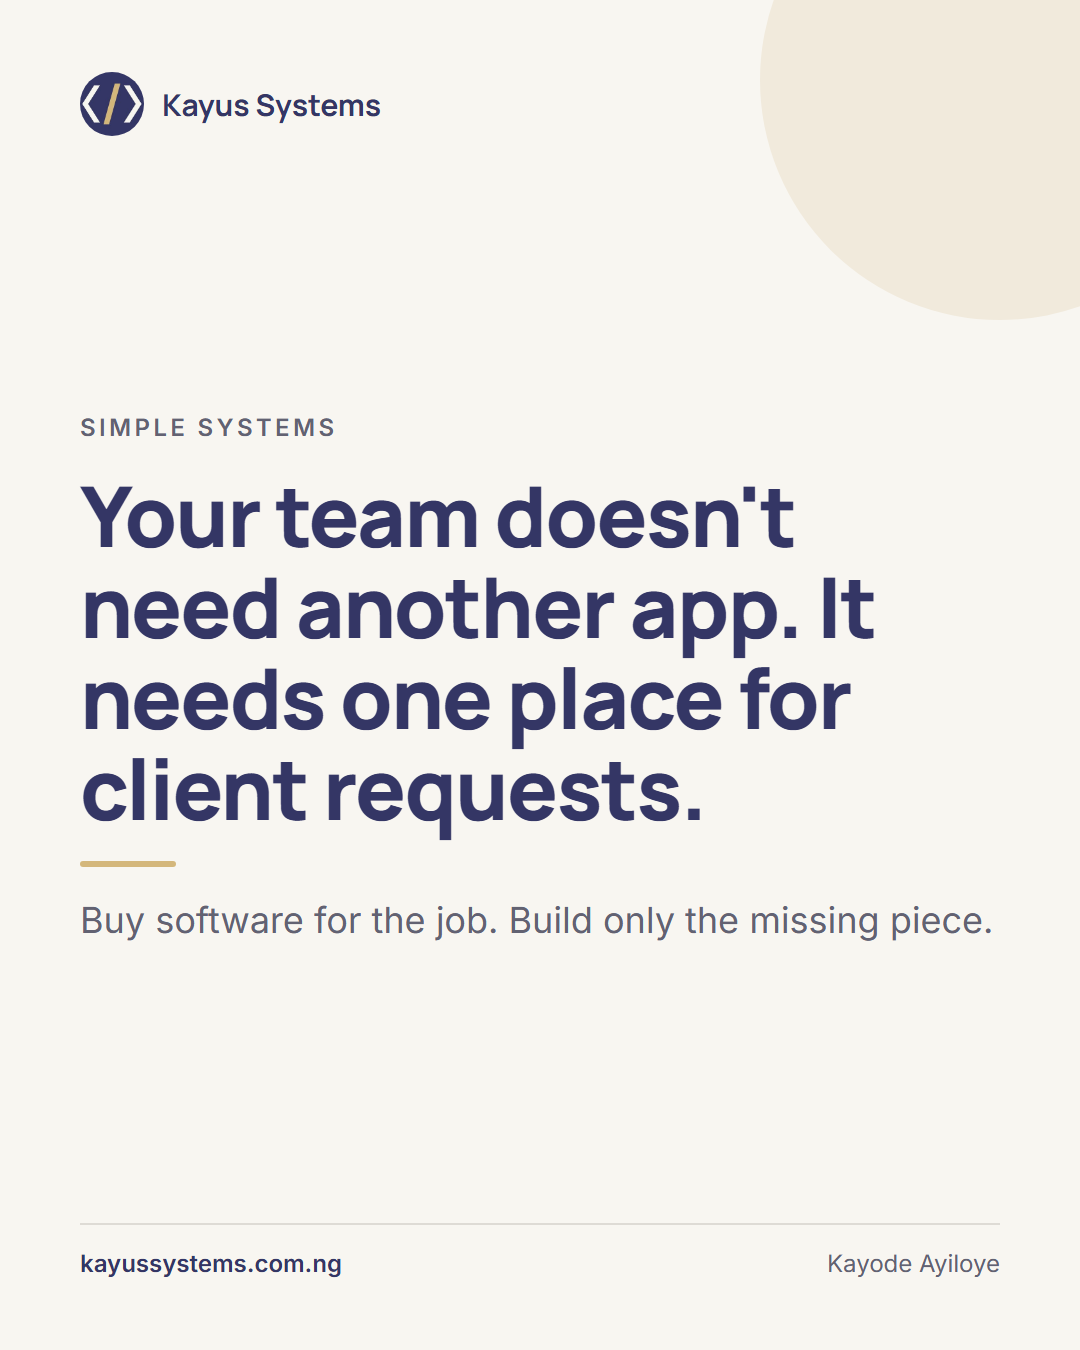 Kayus Systems
SIMPLE SYSTEMS
Your team doesn't
need another app. It
needs one place for
client requests.
Buy software for the job. Build only the missing piece.
kayussystems.com.ng
Kayode Ayiloye